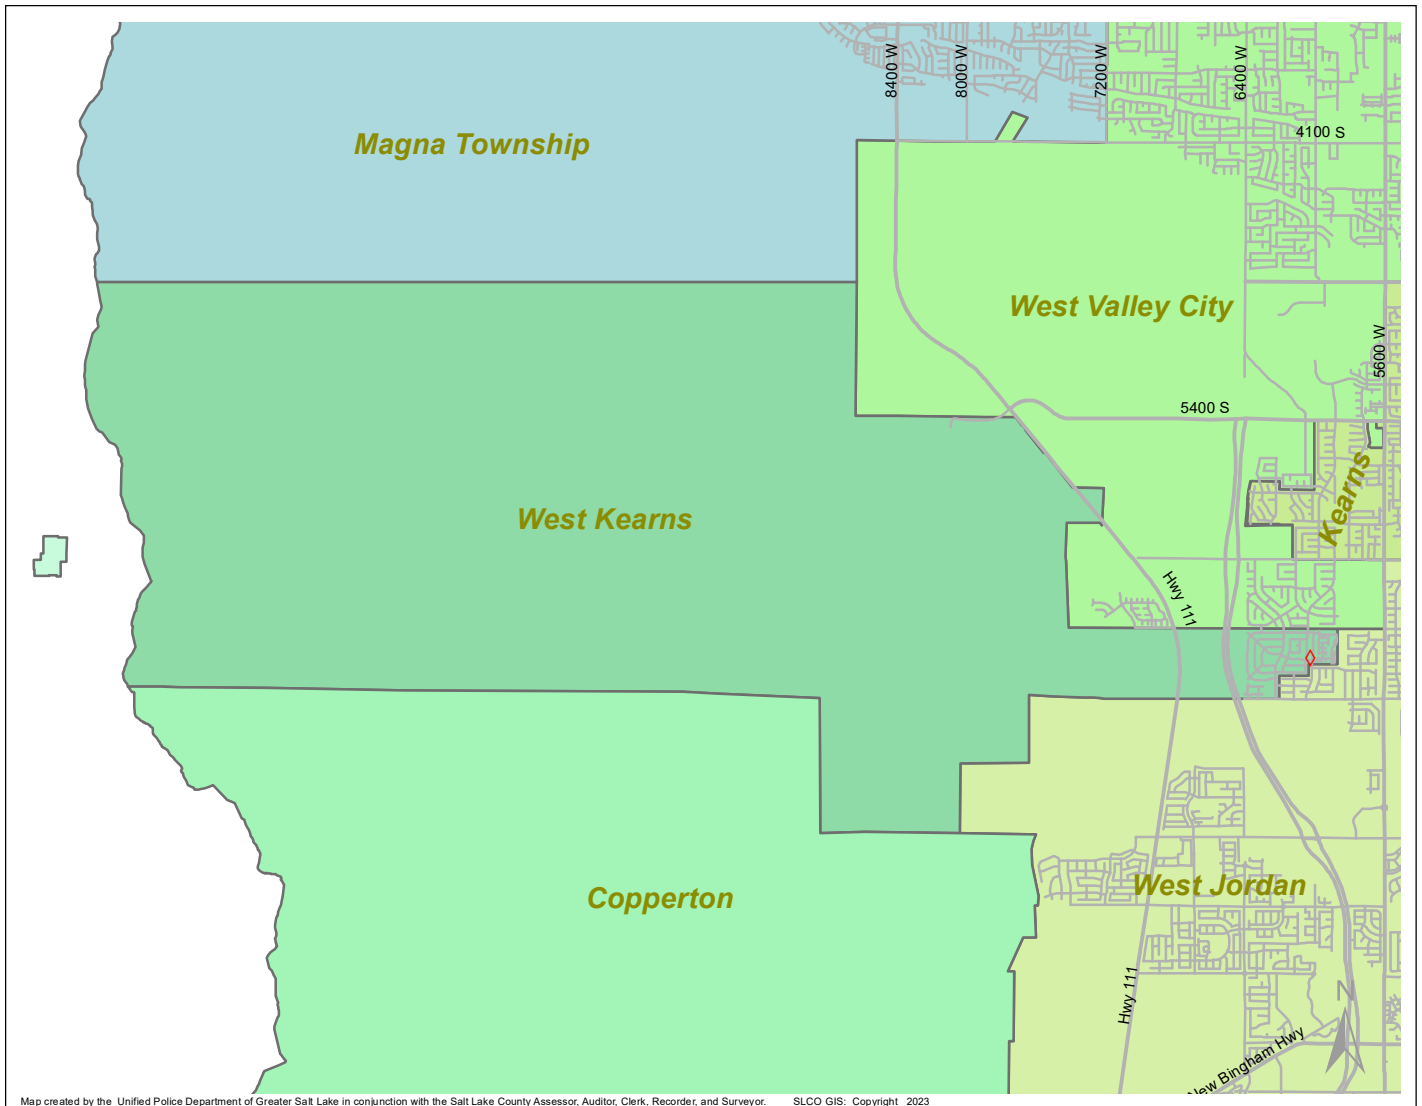 8400 W
8000 W
7200 W
6400 W
4100 S
Magna Township
West Valley City
5600 W
5400 S
Kearns
West Kearns
Hwy 111
West Jordan
Copperton
Hwy 111
N
New Bingham Hwy
Map created by the Unified Police Department of Greater Salt Lake in conjunction with the Salt Lake County Assessor, Auditor, Clerk, Recorder, and Surveyor. SLCO GIS: Copyright 2023